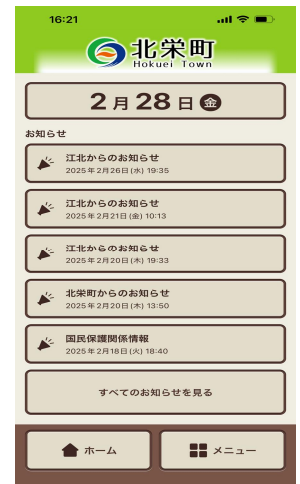 16:21
北栄町
Hokuei Town
2月28日 金
お知らせ
江北からのお知らせ
2025年2月26日(水) 19:35
江北からのお知らせ
2025年2月21日(金) 10:13
江北からのお知らせ
2025年2月20日(木) 19:33
北栄町からのお知らせ
2025年2月20日(木) 13:50
国民保護関係情報
2025年2月18日(火) 18:40
すべてのお知らせを見る
ホーム
メニュー